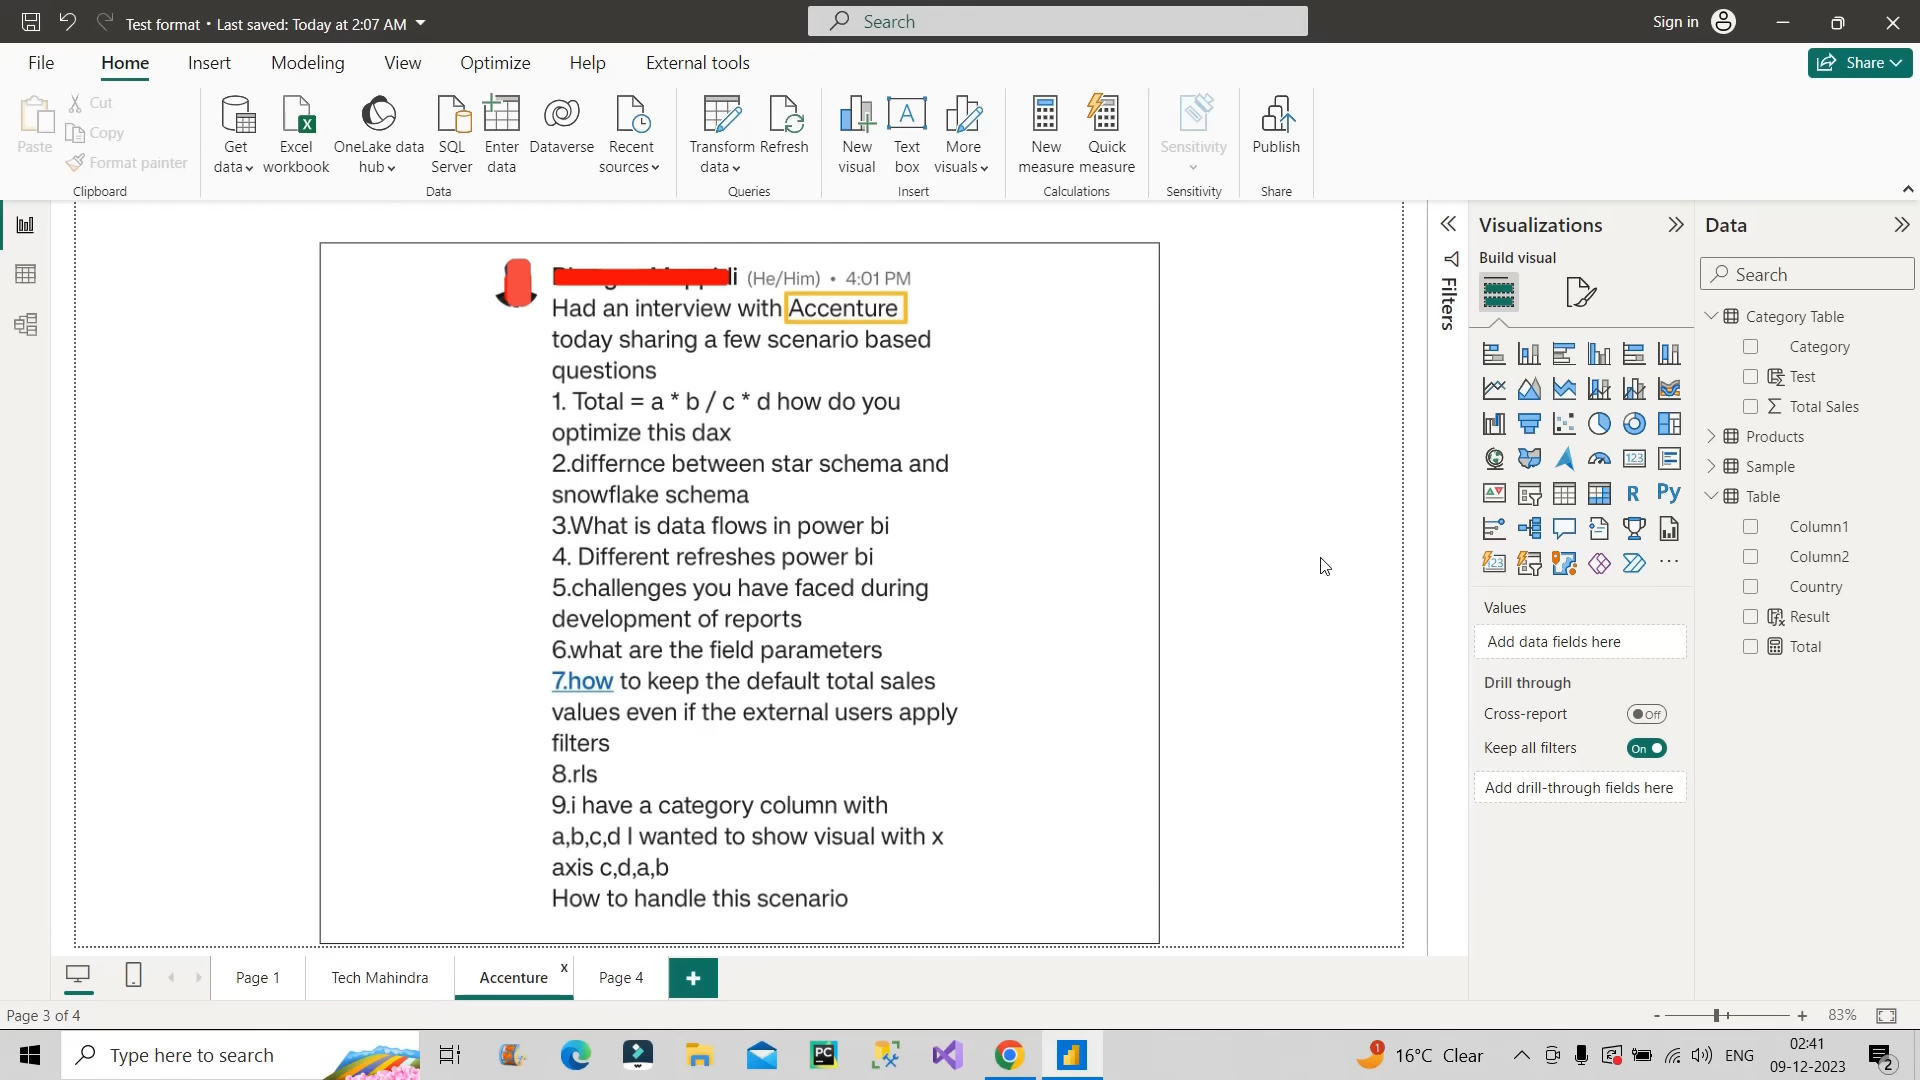 Test format • Last saved: Today at 2:07 AM
Search
Sign in
File Home Insert Modeling View Optimize Help External tools
Share
Paste
Cut
Copy
Format painter
Clipboard
Get data
Excel workbook
OneLake data hub
SQL Server
Enter data
Dataverse
Recent sources
Data
Transform data
Refresh
Queries
New visual
Text box
More visuals
Insert
New measure
Quick measure
Calculations
Sensitivity
Sensitivity
Publish
Share
(He/Him) • 4:01 PM
Had an interview with Accenture
today sharing a few scenario based
questions
1. Total = a * b / c * d how do you
optimize this dax
2.differnce between star schema and
snowflake schema
3.What is data flows in power bi
4. Different refreshes power bi
5.challenges you have faced during
development of reports
6.what are the field parameters
7.how to keep the default total sales
values even if the external users apply
filters
8.rls
9.i have a category column with
a,b,c,d I wanted to show visual with x
axis c,d,a,b
How to handle this scenario
Filters
Visualizations
Build visual
123
R
Py
123
Values
Add data fields here
Drill through
Cross-report
Off
Keep all filters
On
Add drill-through fields here
Data
Search
Category Table
Category
Test
Total Sales
Products
Sample
Table
Column1
Column2
Country
Result
Total
Page 1
Tech Mahindra
Accenture
x
Page 4
+
Page 3 of 4
- + 83%
Type here to search
PC
1
16°C Clear
ENG
02:41
09-12-2023
2